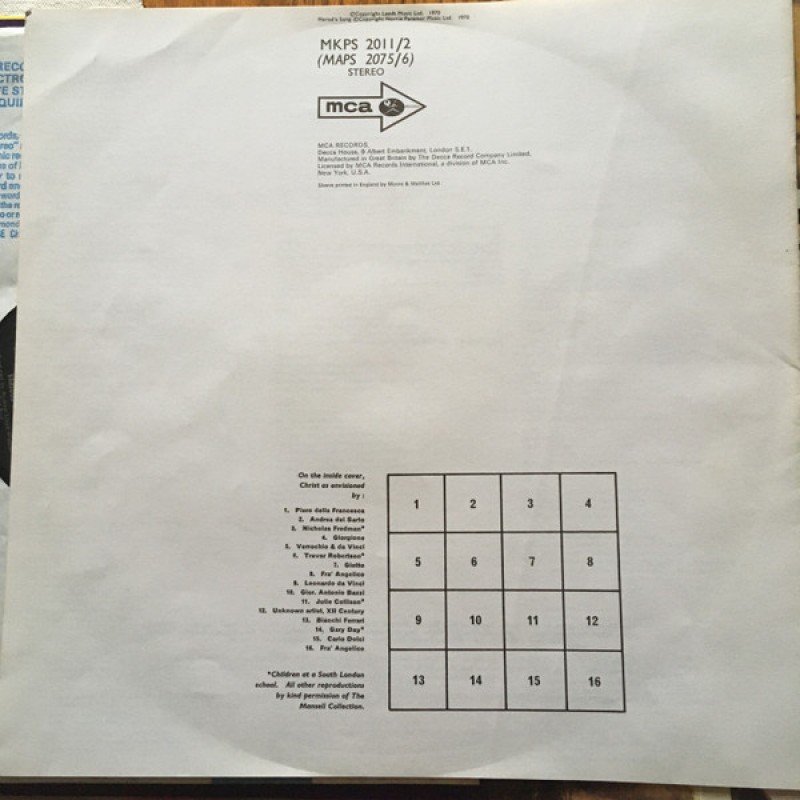 ©Copyright Leeds Music Ltd. 1970
Herod's Song ©Copyright Norrie Paramor Music Ltd. 1970
MKPS 2011/2
(MAPS 2075/6)
STEREO
mca
MCA RECORDS,
Decca House, 9 Albert Embankment, London S.E.1.
Manufactured in Great Britain by The Decca Record Company Limited.
Licensed by MCA Records International, a division of MCA Inc.
New York, U.S.A.
Sleeve printed in England by
On the inside cover,
Christ as envisioned
by :
1. Piero della Francesca
2. Andrea del Sarto
3. Nicholas Fredman*
4. Giorgione
5. Verrochio & da Vinci
6. Trevor Robertson*
7. Giotto
8. Fra' Angelico
9. Leonardo da Vinci
10. Giov. Antonio Bazzi
11. Julie Collison*
12. Unknown artist, XII Century
13. Bianchi Ferrari
14. Gary Day*
15. Carlo Dolci
16. Fra' Angelico
*Children at a South London
school. All other reproductions
by kind permission of The
Mansell Collection.
1 2 3 4
5 6 7 8
9 10 11 12
13 14 15 16